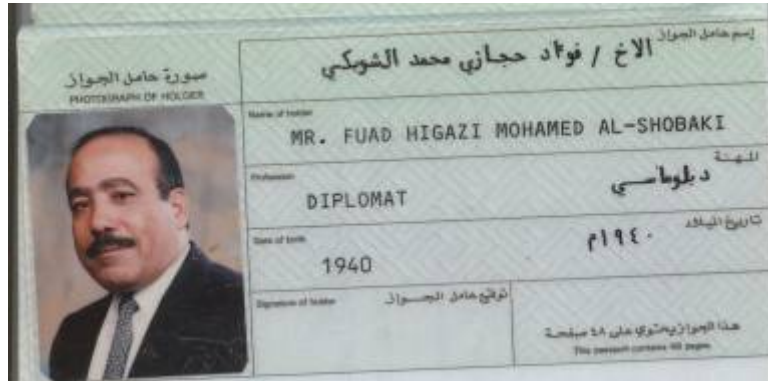 صورة حامل الجواز
PHOTOGRAPH OF HOLDER
إسم حامل الجواز
الاخ / فواد حجازي محمد الشوبكي
Name of holder
MR. FUAD HIGAZI MOHAMED AL-SHOBAKI
المهنة
دبلوماسي
Profession
DIPLOMAT
تاريخ الميلاد
١٩٤٠م
Date of birth
1940
توقيع حامل الجواز
Signature of holder
هذا الجواز يحتوي على ٤٨ صفحة
This passport contains 48 pages